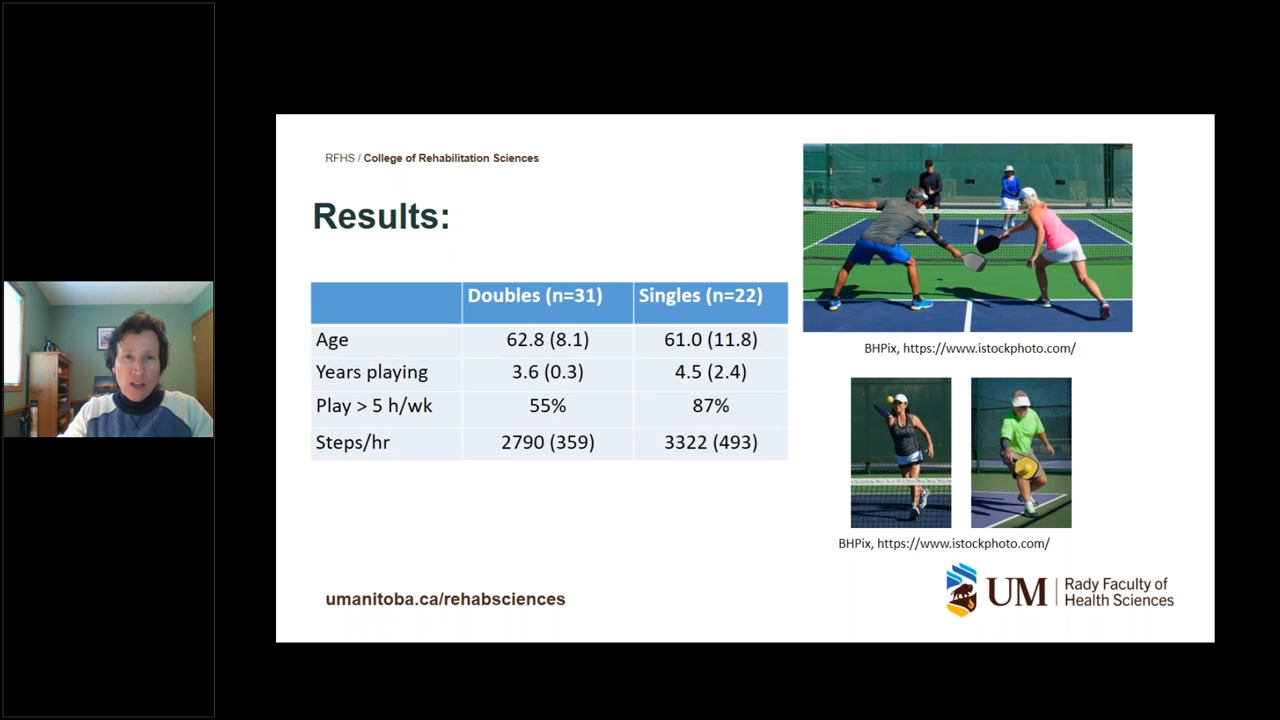 RFHS / College of Rehabilitation Sciences
Results:
Doubles (n=31) Singles (n=22)
Age 62.8 (8.1) 61.0 (11.8)
Years playing 3.6 (0.3) 4.5 (2.4)
Play > 5 h/wk 55% 87%
Steps/hr 2790 (359) 3322 (493)
BHPix, https://www.istockphoto.com/
BHPix, https://www.istockphoto.com/
umanitoba.ca/rehabsciences
UM Rady Faculty of
Health Sciences